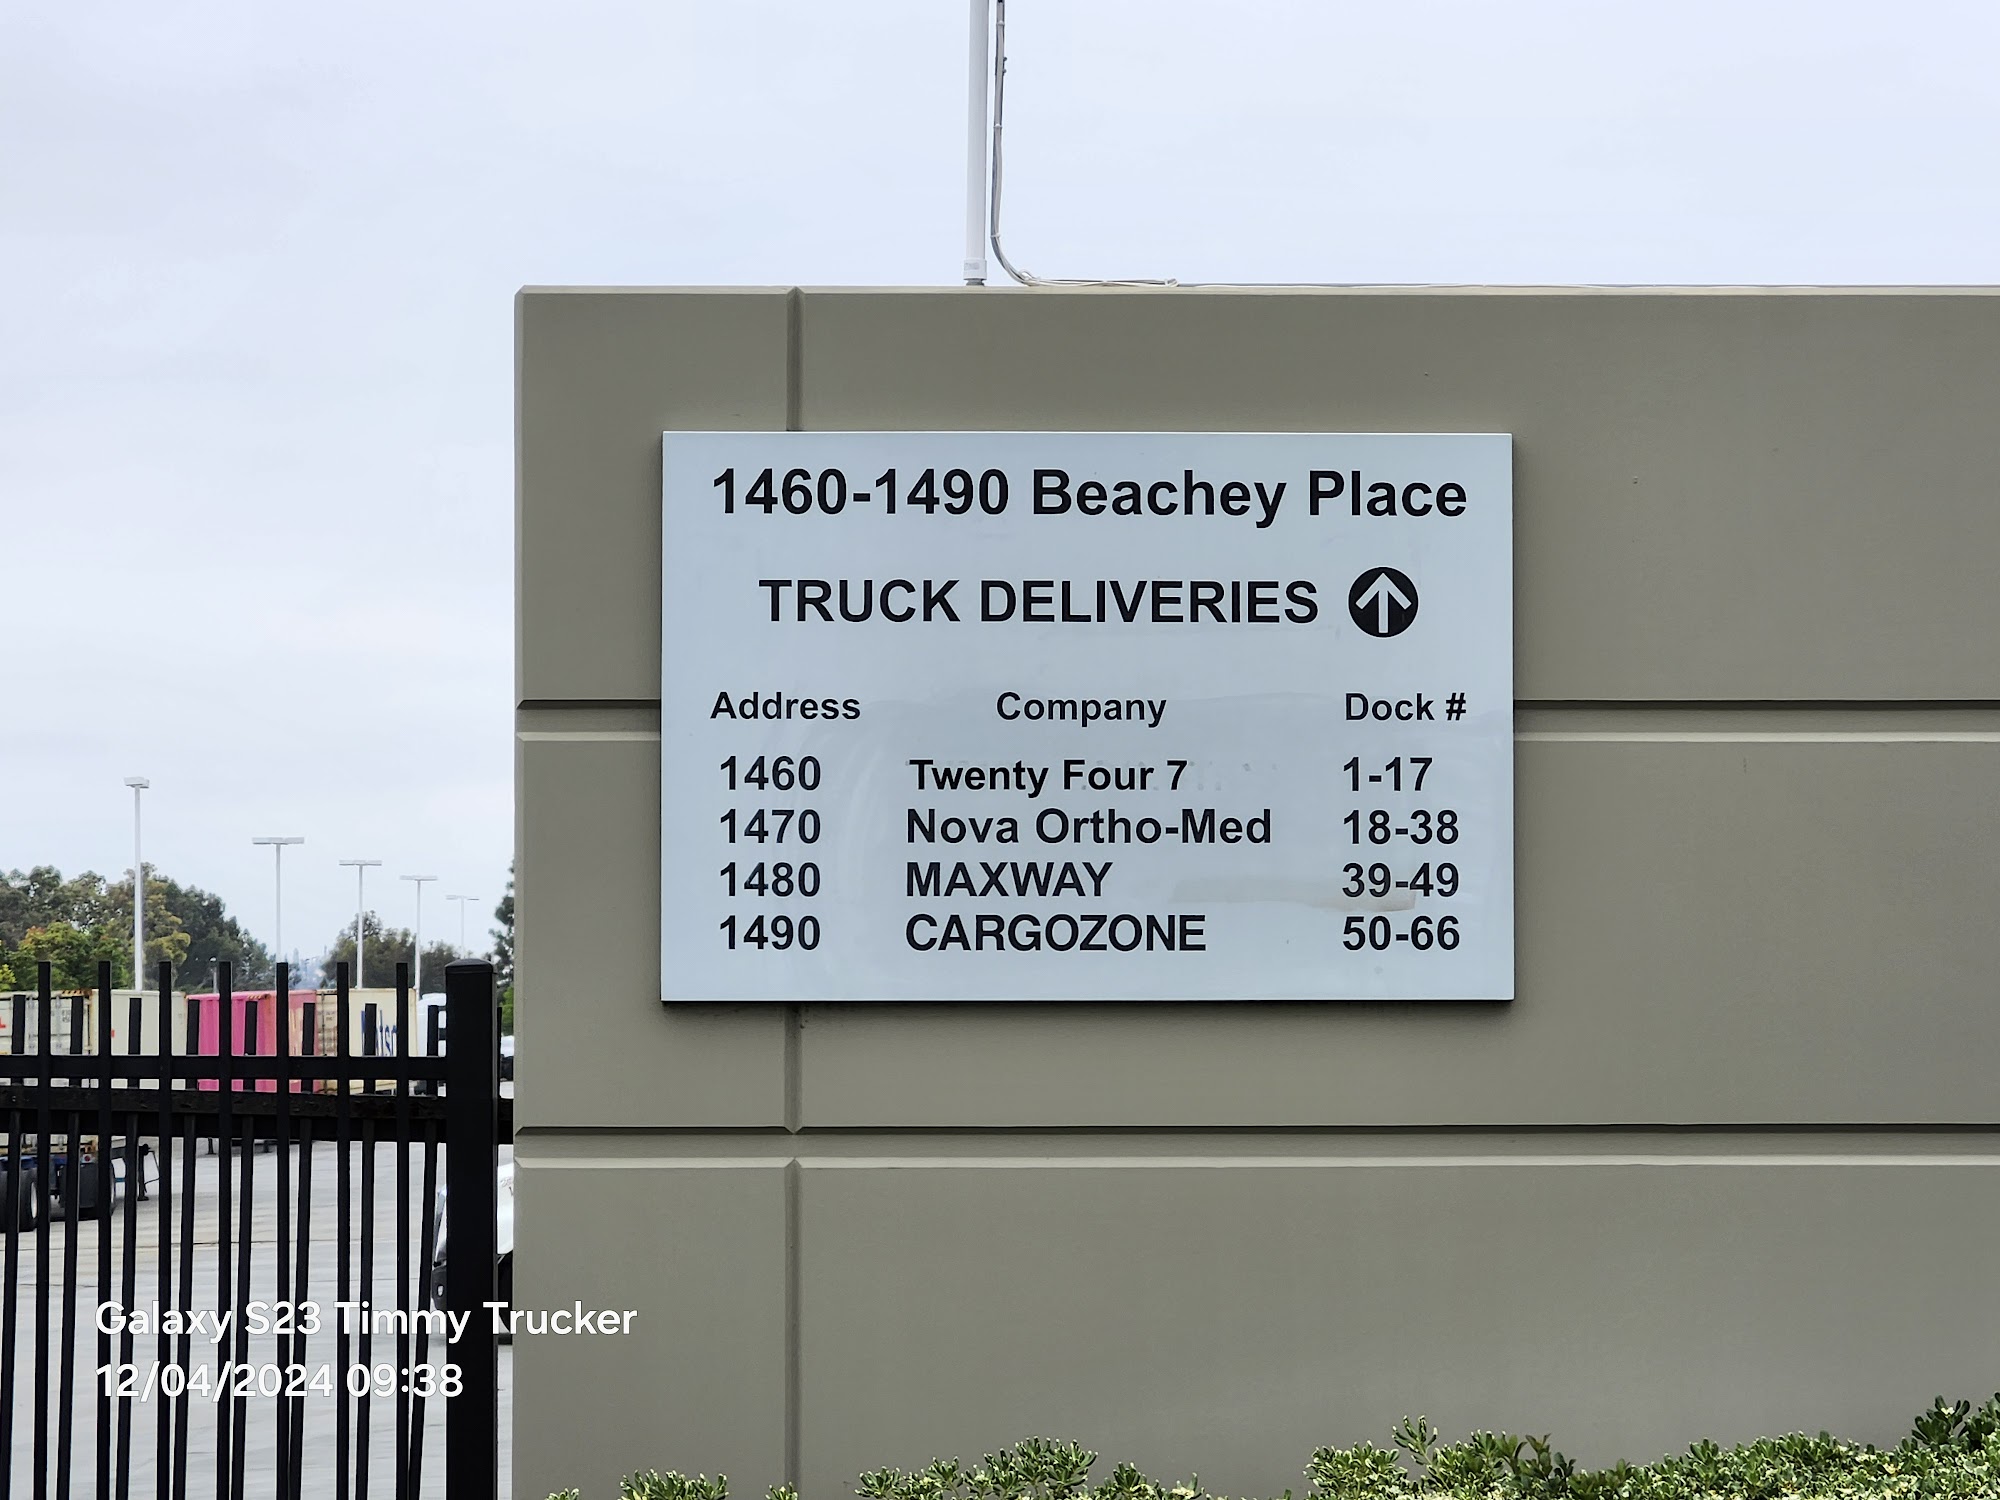 1460-1490 Beachey Place
TRUCK DELIVERIES
Address Company Dock #
1460 Twenty Four 7 1-17
1470 Nova Ortho-Med 18-38
1480 MAXWAY 39-49
1490 CARGOZONE 50-66
Galaxy S23 Timmy Trucker
12/04/2024 09:38